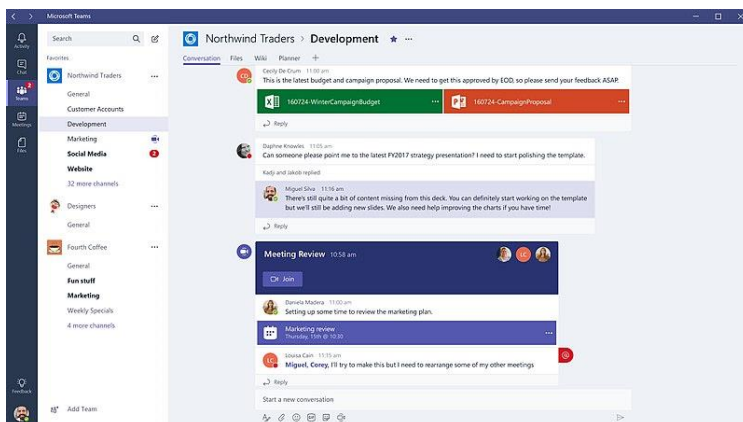 Microsoft Teams
Search
Northwind Traders > Development
Activity
Chat
Teams
Meetings
Files
Feedback
Favorites
Northwind Traders
General
Customer Accounts
Development
Marketing
Social Media
2
Website
32 more channels
Designers
General
Fourth Coffee
General
Fun stuff
Marketing
Weekly Specials
4 more channels
Add Team
Conversation Files Wiki Planner
CD
Cecily De Crum 11:00 am
This is the latest budget and campaign proposal. We need to get this approved by EOD, so please send your feedback ASAP.
160724-WinterCampaignBudget
160724-CampaignProposal
Reply
Daphne Knowles 11:05 am
Can someone please point me to the latest FY2017 strategy presentation? I need to start polishing the template.
Kadji and Jakob replied
Miguel Silva 11:16 am
There's still quite a bit of content missing from this deck. You can definitely start working on the template
but we'll still be adding new slides. We also need help improving the charts if you have time!
Reply
Meeting Review 10:58 am
LC
Join
Daniela Madera 11:00 am
Setting up some time to review the marketing plan.
Marketing review
Thursday, 15th @ 10:30
LC
Louisa Cain 11:15 am
Miguel, Corey, I'll try to make this but I need to rearrange some of my other meetings
@
Reply
Start a new conversation